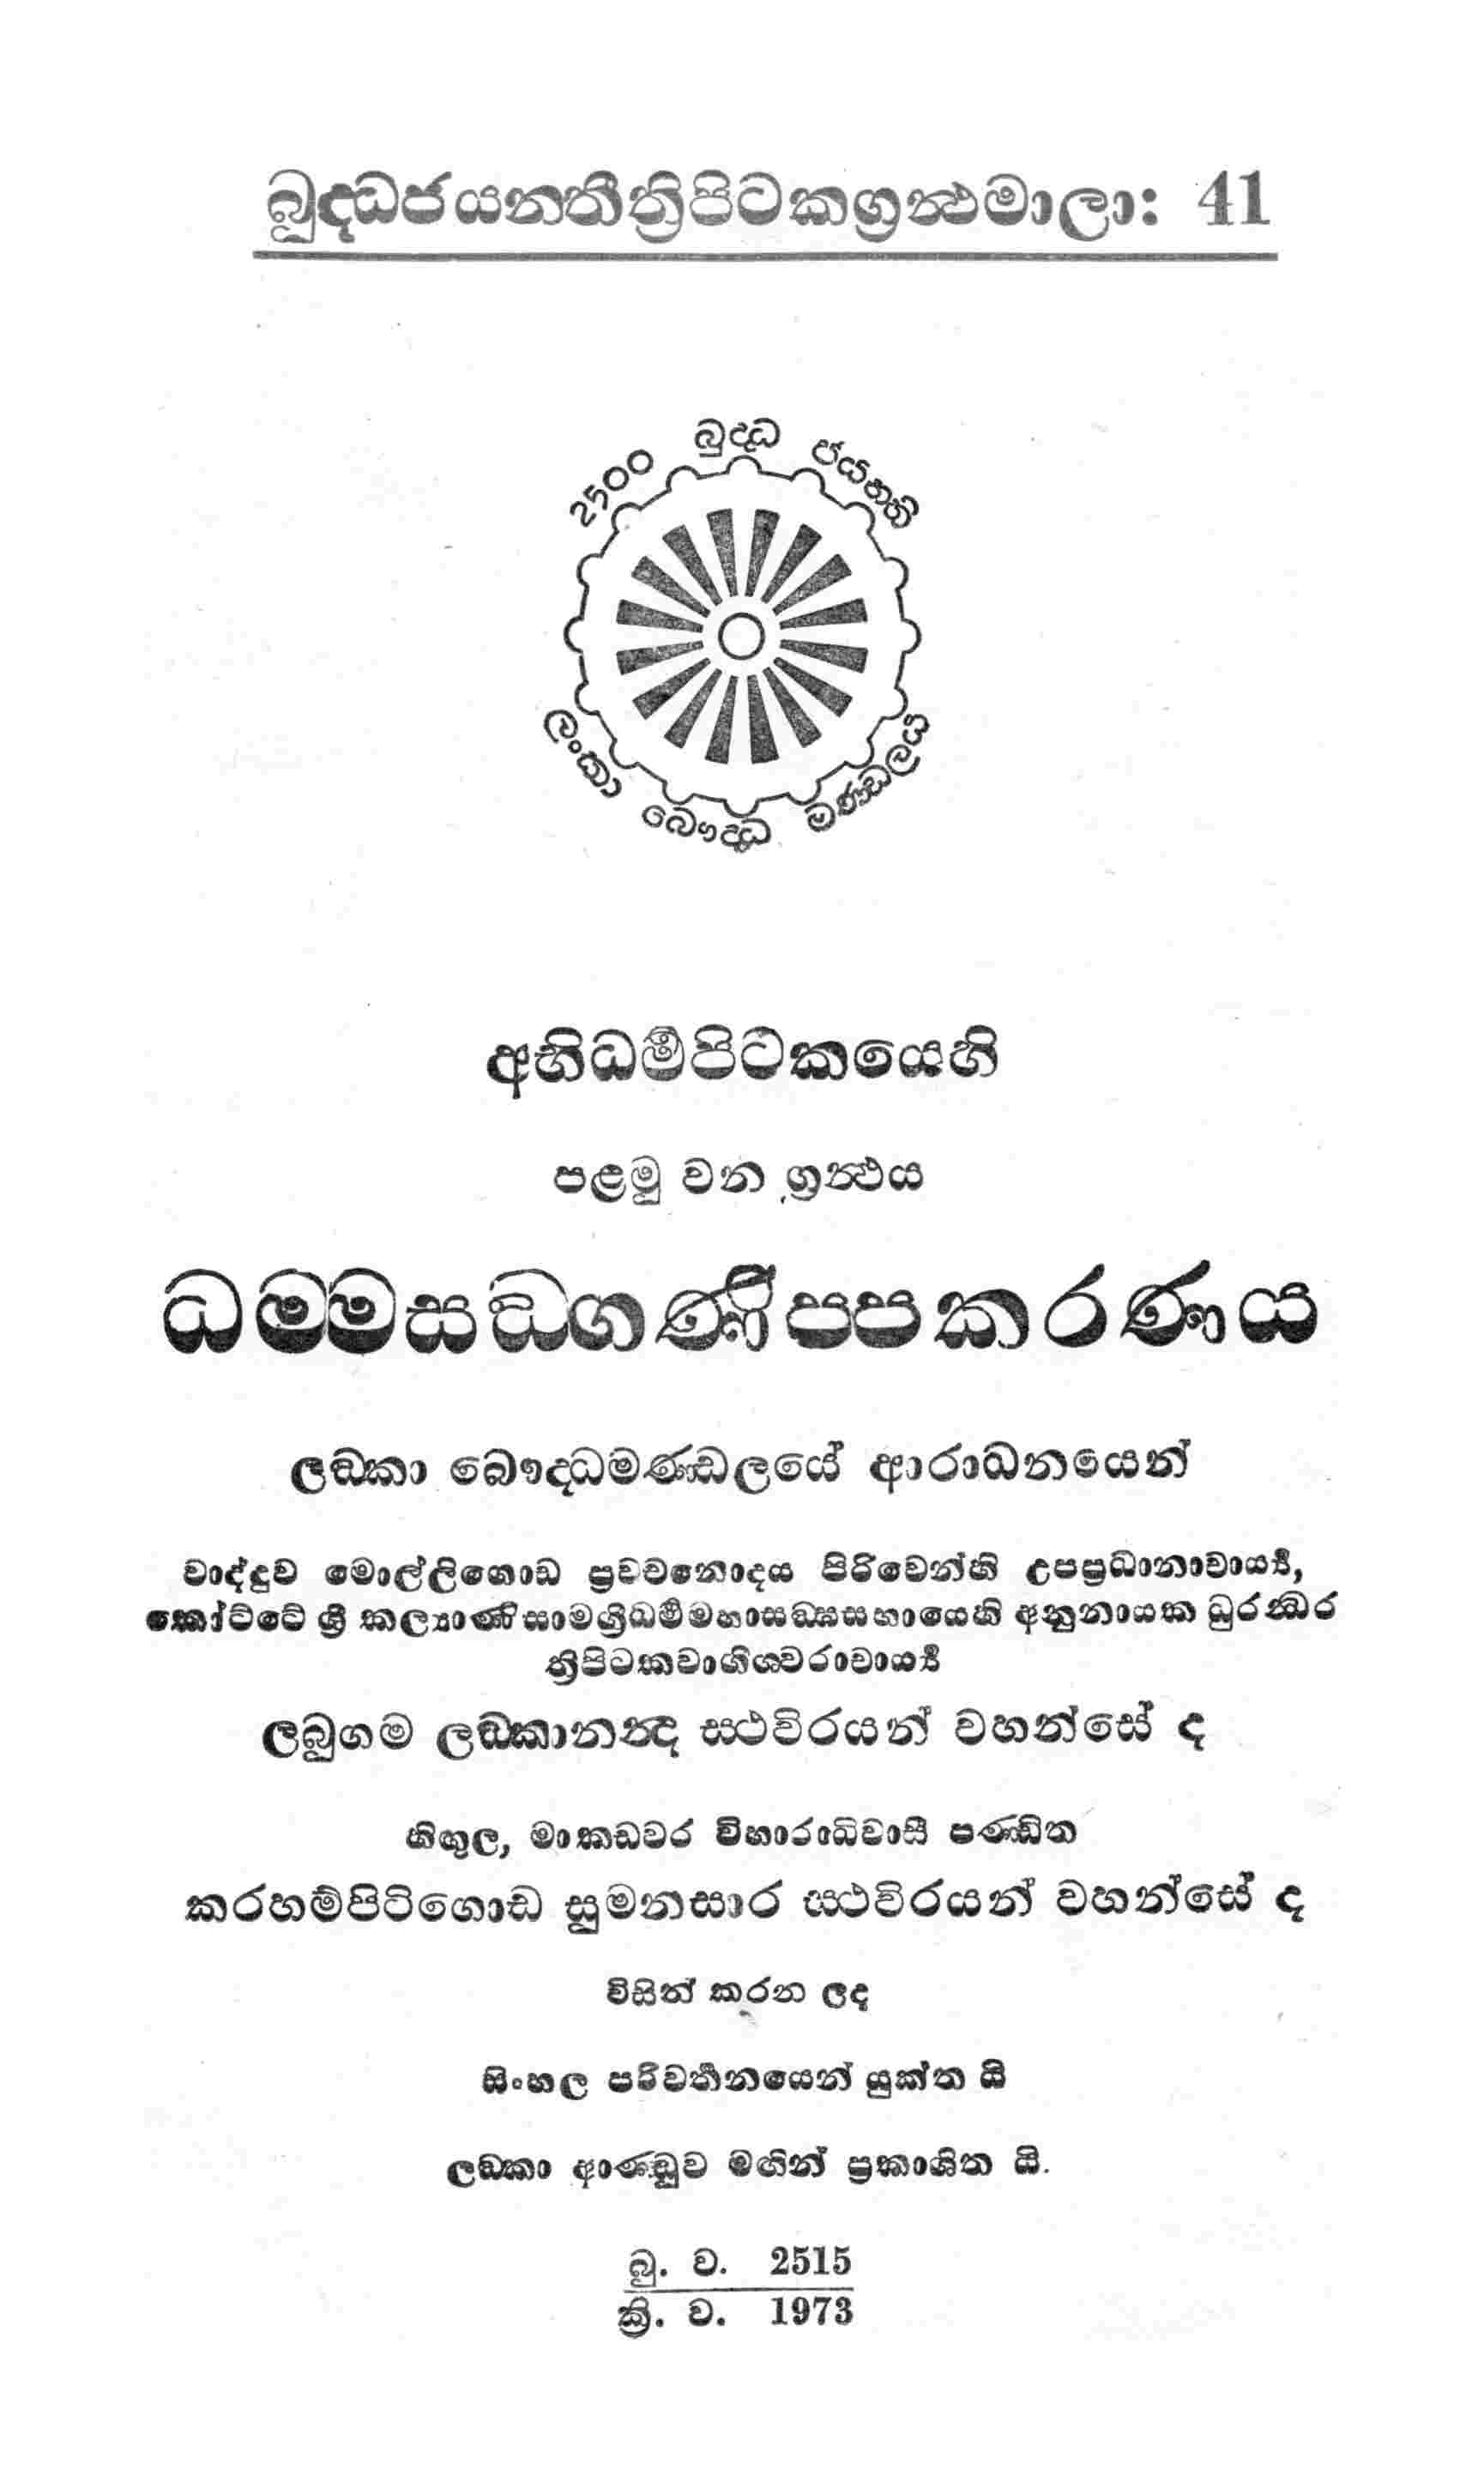 බුද්‍ධජයන්තීත්‍රිපිටකග්‍රන්‍ථමාලා: 41
2500 බුද්ධ ජයන්ති
ලංකා බෞද්ධ මණ්ඩලය
අභිධර්‍මපිටකයෙහි
පළමු වන ග්‍රන්‍ථය
ධම්මසඞ්ගණිප්පකරණය
ලඞ්කා බෞද්‍ධමණ්ඩලයේ ආරාධනයෙන්
වාද්දුව මොල්ලිගොඩ ප්‍රවචනොදය පිරිවෙන්හි උපප්‍රධානාචාර්‍ය්‍ය,
කෝට්ටේ ශ්‍රී කල්‍යාණිසාමග්‍රීධර්‍මමහාසඞ්ඝසභායෙහි අනුනායක ධුරන්‍ධර
ත්‍රිපිටකවාගීශ්වරාචාර්‍ය්‍ය
ලබුගම ලඞ්කානන්‍ද ස්ථවිරයන් වහන්සේ ද
හිඟුල, මාකඩවර විහාරාධිවාසී පණ්ඩිත
කරහම්පිටිගොඩ සුමනසාර ස්ථවිරයන් වහන්සේ ද
විසින් කරන ලද
සිංහල පරිවර්‍තනයෙන් යුක්ත යි
ලඞ්කා ආණ්ඩුව මඟින් ප්‍රකාශිත යි.
බු. ව. 2515
ක්‍රි. ව. 1973